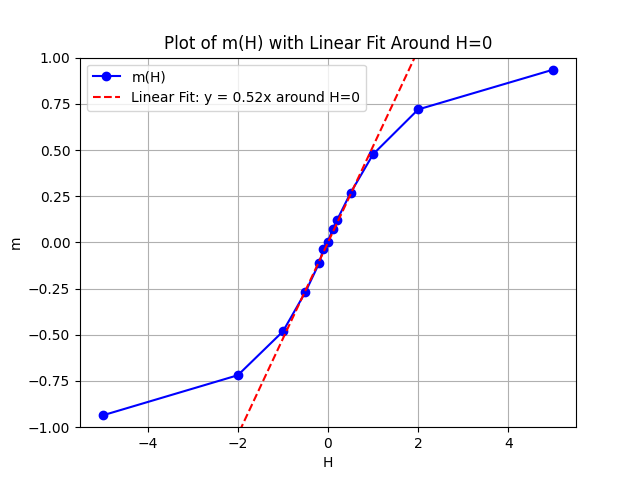 Plot of m(H) with Linear Fit Around H=0
m(H)
Linear Fit: y = 0.52x around H=0
1.00
0.75
0.50
0.25
0.00
−0.25
−0.50
−0.75
−1.00
m
−4
−2
0
2
4
H